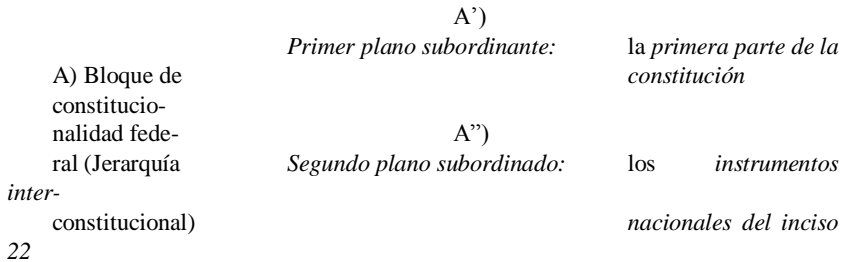 A’)
Primer plano subordinante: la primera parte de la
A) Bloque de constitución
constitucio-
nalidad fede- A”)
ral (Jerarquía Segundo plano subordinado: los instrumentos
inter-
constitucional) nacionales del inciso
22